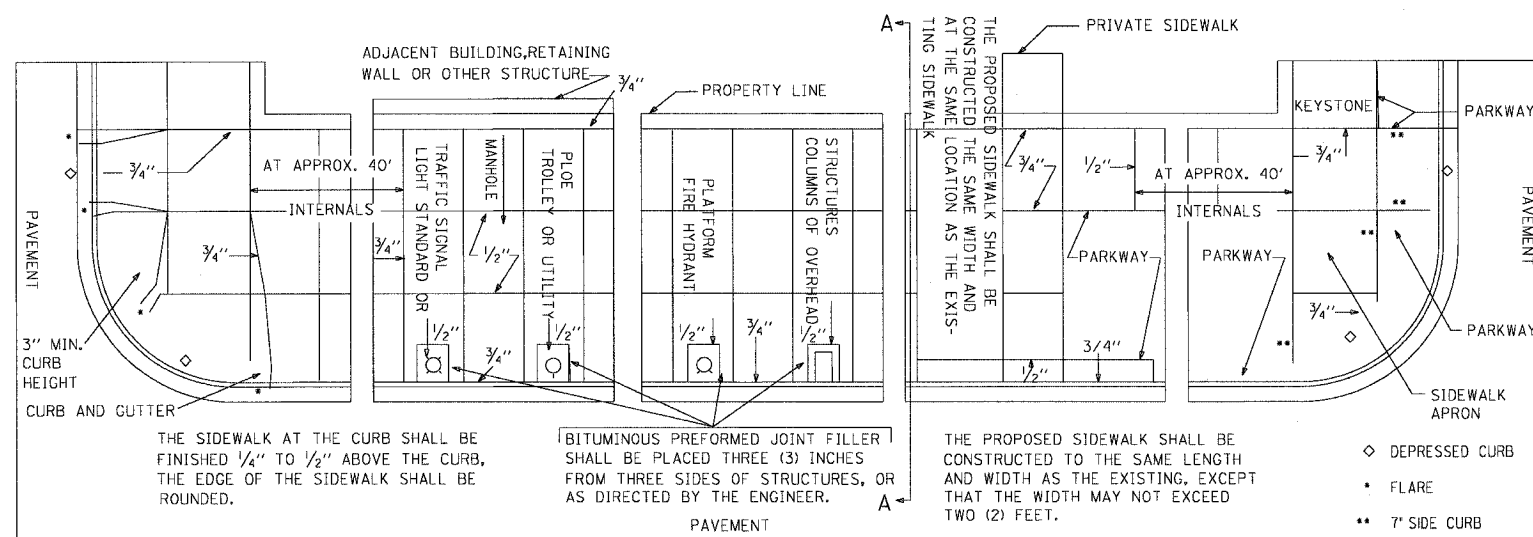 PRIVATE SIDEWALK
ADJACENT BUILDING,RETAINING
WALL OR OTHER STRUCTURE
3/4"
PROPERTY LINE
A
THE PROPOSED SIDEWALK SHALL BE
CONSTRUCTED THE SAME WIDTH AND
AT THE SAME LOCATION AS THE EXIS-
TING SIDEWALK
KEYSTONE
PARKWAY
*
**
3/4"
AT APPROX. 40'
INTERNALS
TRAFFIC SIGNAL
LIGHT STANDARD OR
MANHOLE
PLOE
TROLLEY OR UTILITY
PLATFORM
FIRE HYDRANT
STRUCTURES
COLUMNS OF OVERHEAD
3/4"
1/2"
AT APPROX. 40'
INTERNALS
3/4"
*
**
**
PAVEMENT
PAVEMENT
3/4"
3/4"
1/2"
PARKWAY
PARKWAY
PARKWAY
3" MIN.
CURB
HEIGHT
*
1/2"
1/2"
1/2"
3/4"
1/2"
3/4"
3/4"
3/4"
1/2"
**
CURB AND GUTTER
*
SIDEWALK
APRON
THE SIDEWALK AT THE CURB SHALL BE
FINISHED 1/4" TO 1/2" ABOVE THE CURB,
THE EDGE OF THE SIDEWALK SHALL BE
ROUNDED.
BITUMINOUS PREFORMED JOINT FILLER
SHALL BE PLACED THREE (3) INCHES
FROM THREE SIDES OF STRUCTURES, OR
AS DIRECTED BY THE ENGINEER.
A
THE PROPOSED SIDEWALK SHALL BE
CONSTRUCTED TO THE SAME LENGTH
AND WIDTH AS THE EXISTING, EXCEPT
THAT THE WIDTH MAY NOT EXCEED
TWO (2) FEET.
PAVEMENT
◇ DEPRESSED CURB
* FLARE
** 7" SIDE CURB